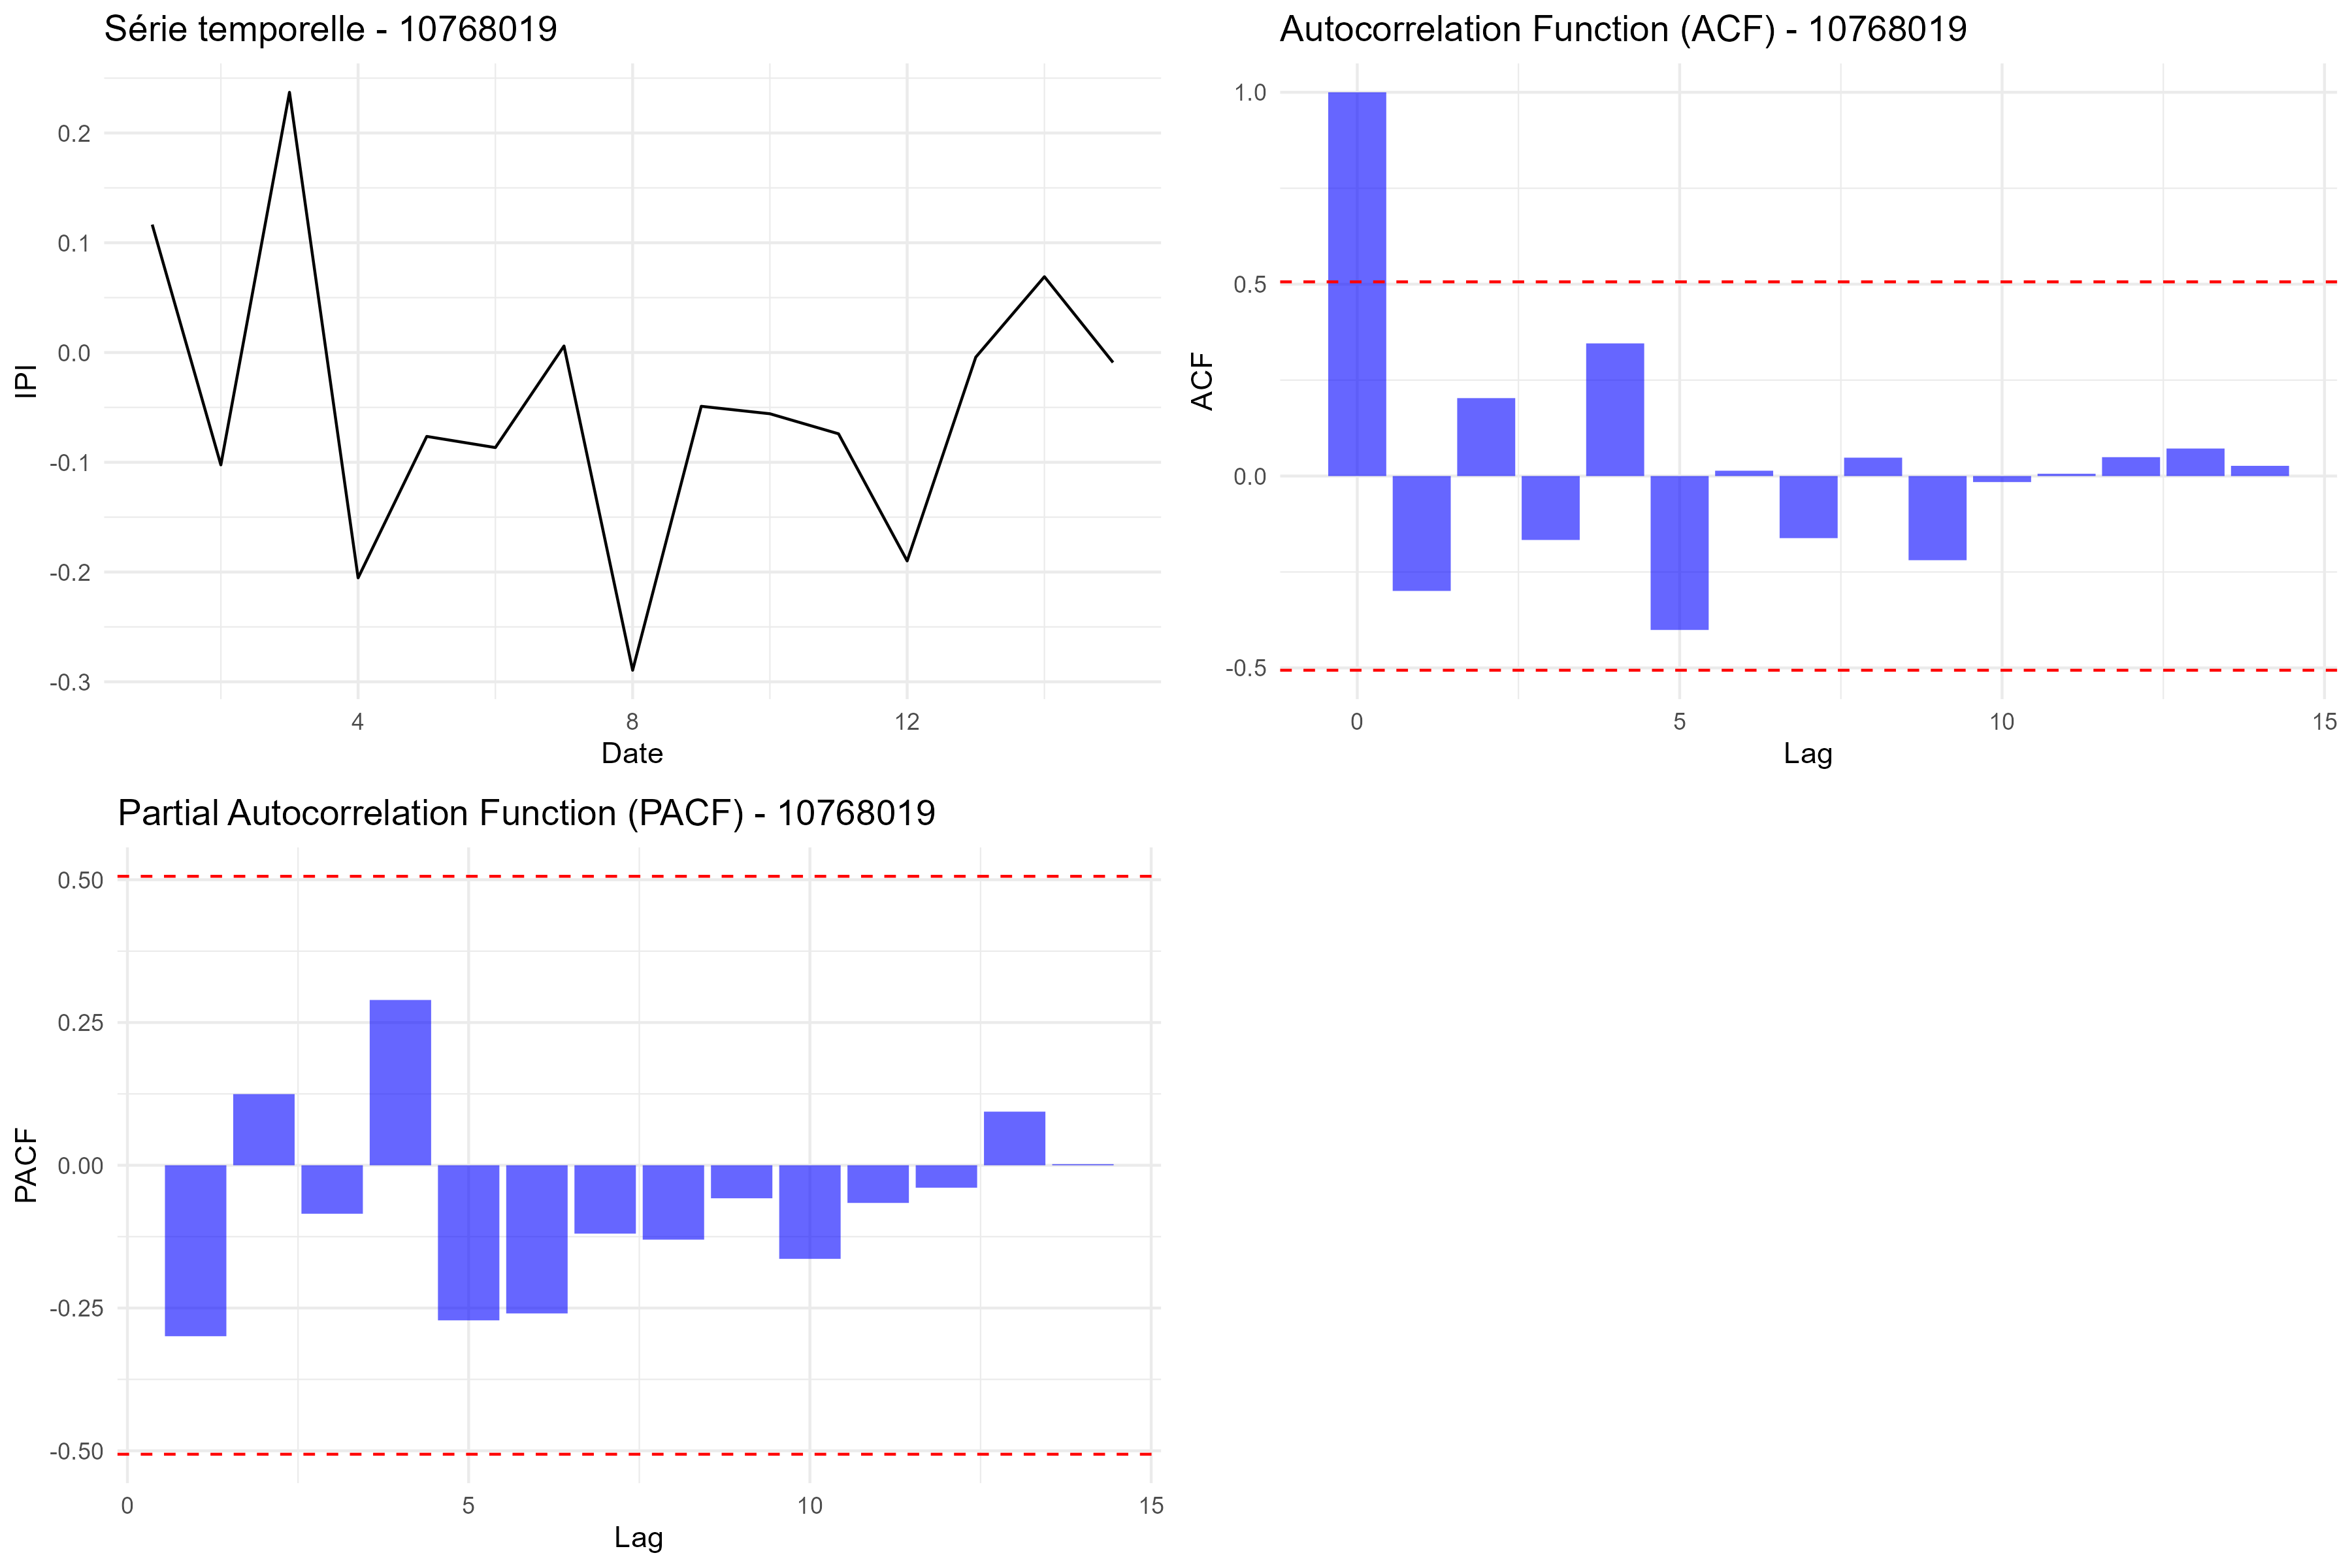 Série temporelle - 10768019
0.2
0.1
0.0
-0.1
-0.2
-0.3
IPI
4 8 12
Date
Autocorrelation Function (ACF) - 10768019
1.0
0.5
0.0
-0.5
ACF
0 5 10 15
Lag
Partial Autocorrelation Function (PACF) - 10768019
0.50
0.25
0.00
-0.25
-0.50
PACF
0 5 10 15
Lag